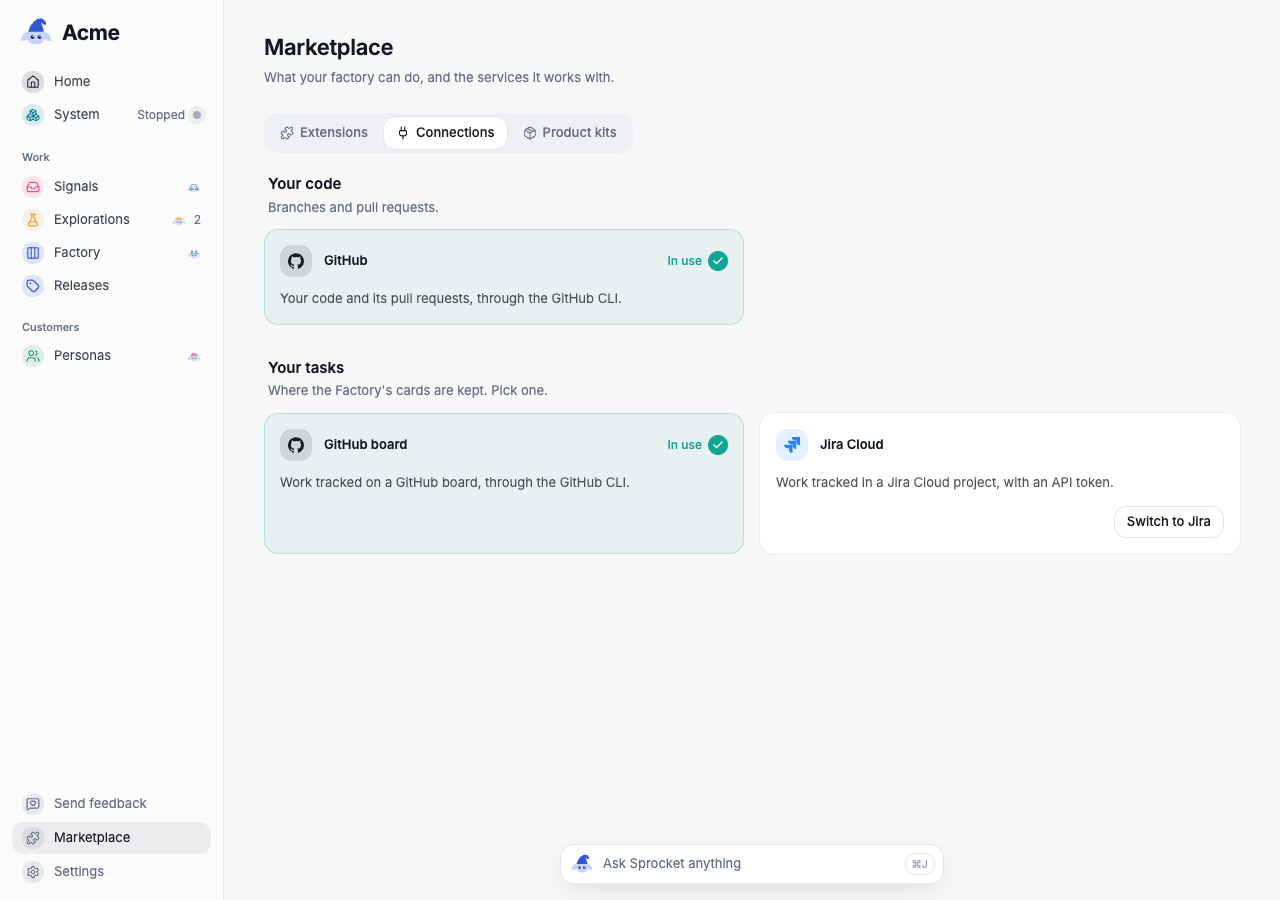 Acme
Home
System Stopped
Work
Signals
Explorations 2
Factory
Releases
Customers
Personas
Send feedback
Marketplace
Settings
Marketplace
What your factory can do, and the services it works with.
Extensions Connections Product kits
Your code
Branches and pull requests.
GitHub In use
Your code and its pull requests, through the GitHub CLI.
Your tasks
Where the Factory's cards are kept. Pick one.
GitHub board In use
Work tracked on a GitHub board, through the GitHub CLI.
Jira Cloud
Work tracked in a Jira Cloud project, with an API token.
Switch to Jira
Ask Sprocket anything ⌘J